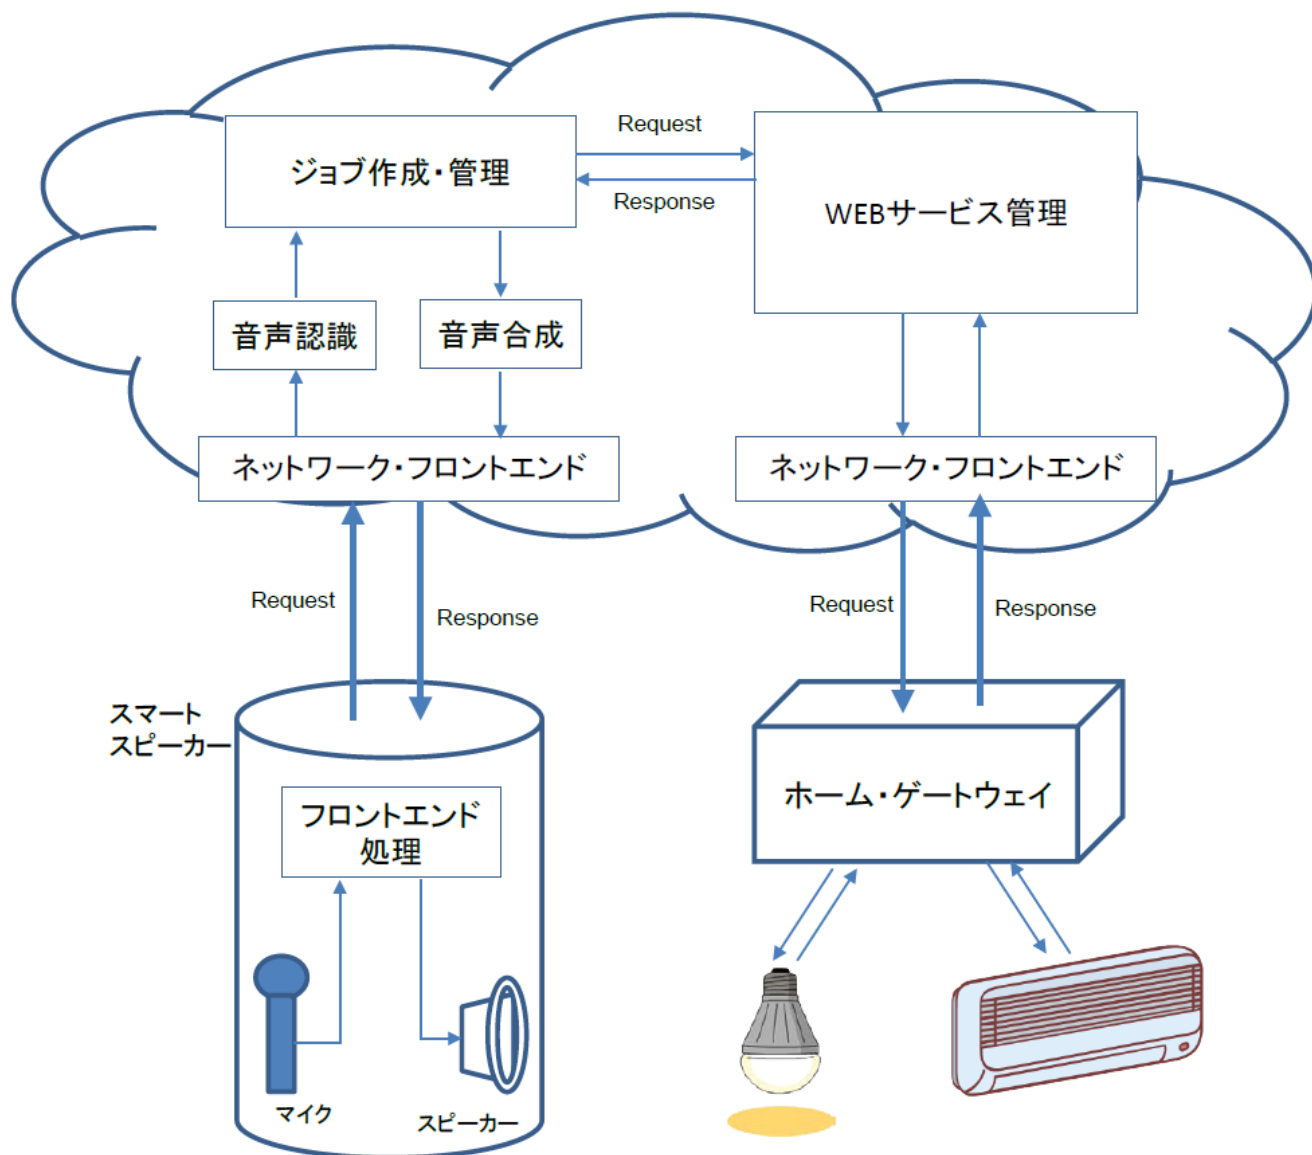 Request
ジョブ作成・管理
Response
WEBサービス管理
音声認識
音声合成
ネットワーク・フロントエンド
ネットワーク・フロントエンド
Request
Response
Request
Response
スマート
スピーカー
フロントエンド
処理
ホーム・ゲートウェイ
マイク
スピーカー